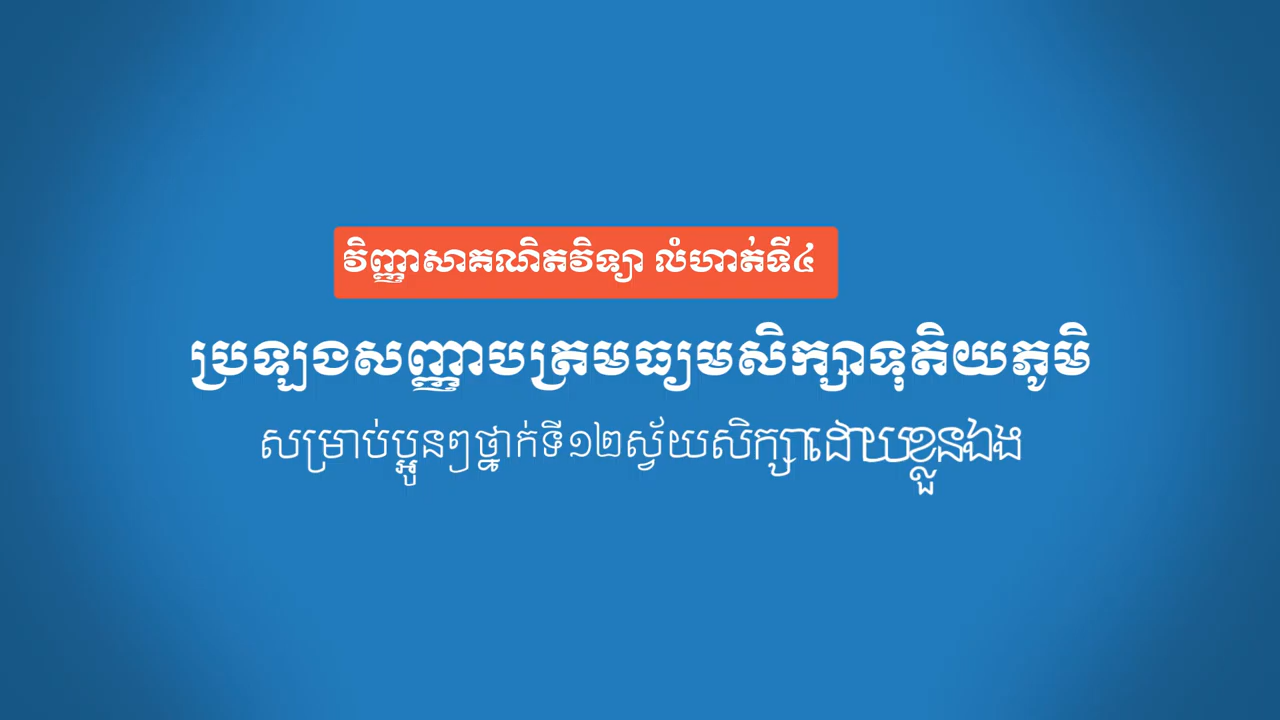 វិញ្ញាសាគណិតវិទ្យា លំហាត់ទី៤
ប្រឡងសញ្ញាបត្រមធ្យមសិក្សាទុតិយភូមិ
សម្រាប់ប្អូនៗថ្នាក់ទី១២ស្វ័យសិក្សាដោយខ្លួនឯង